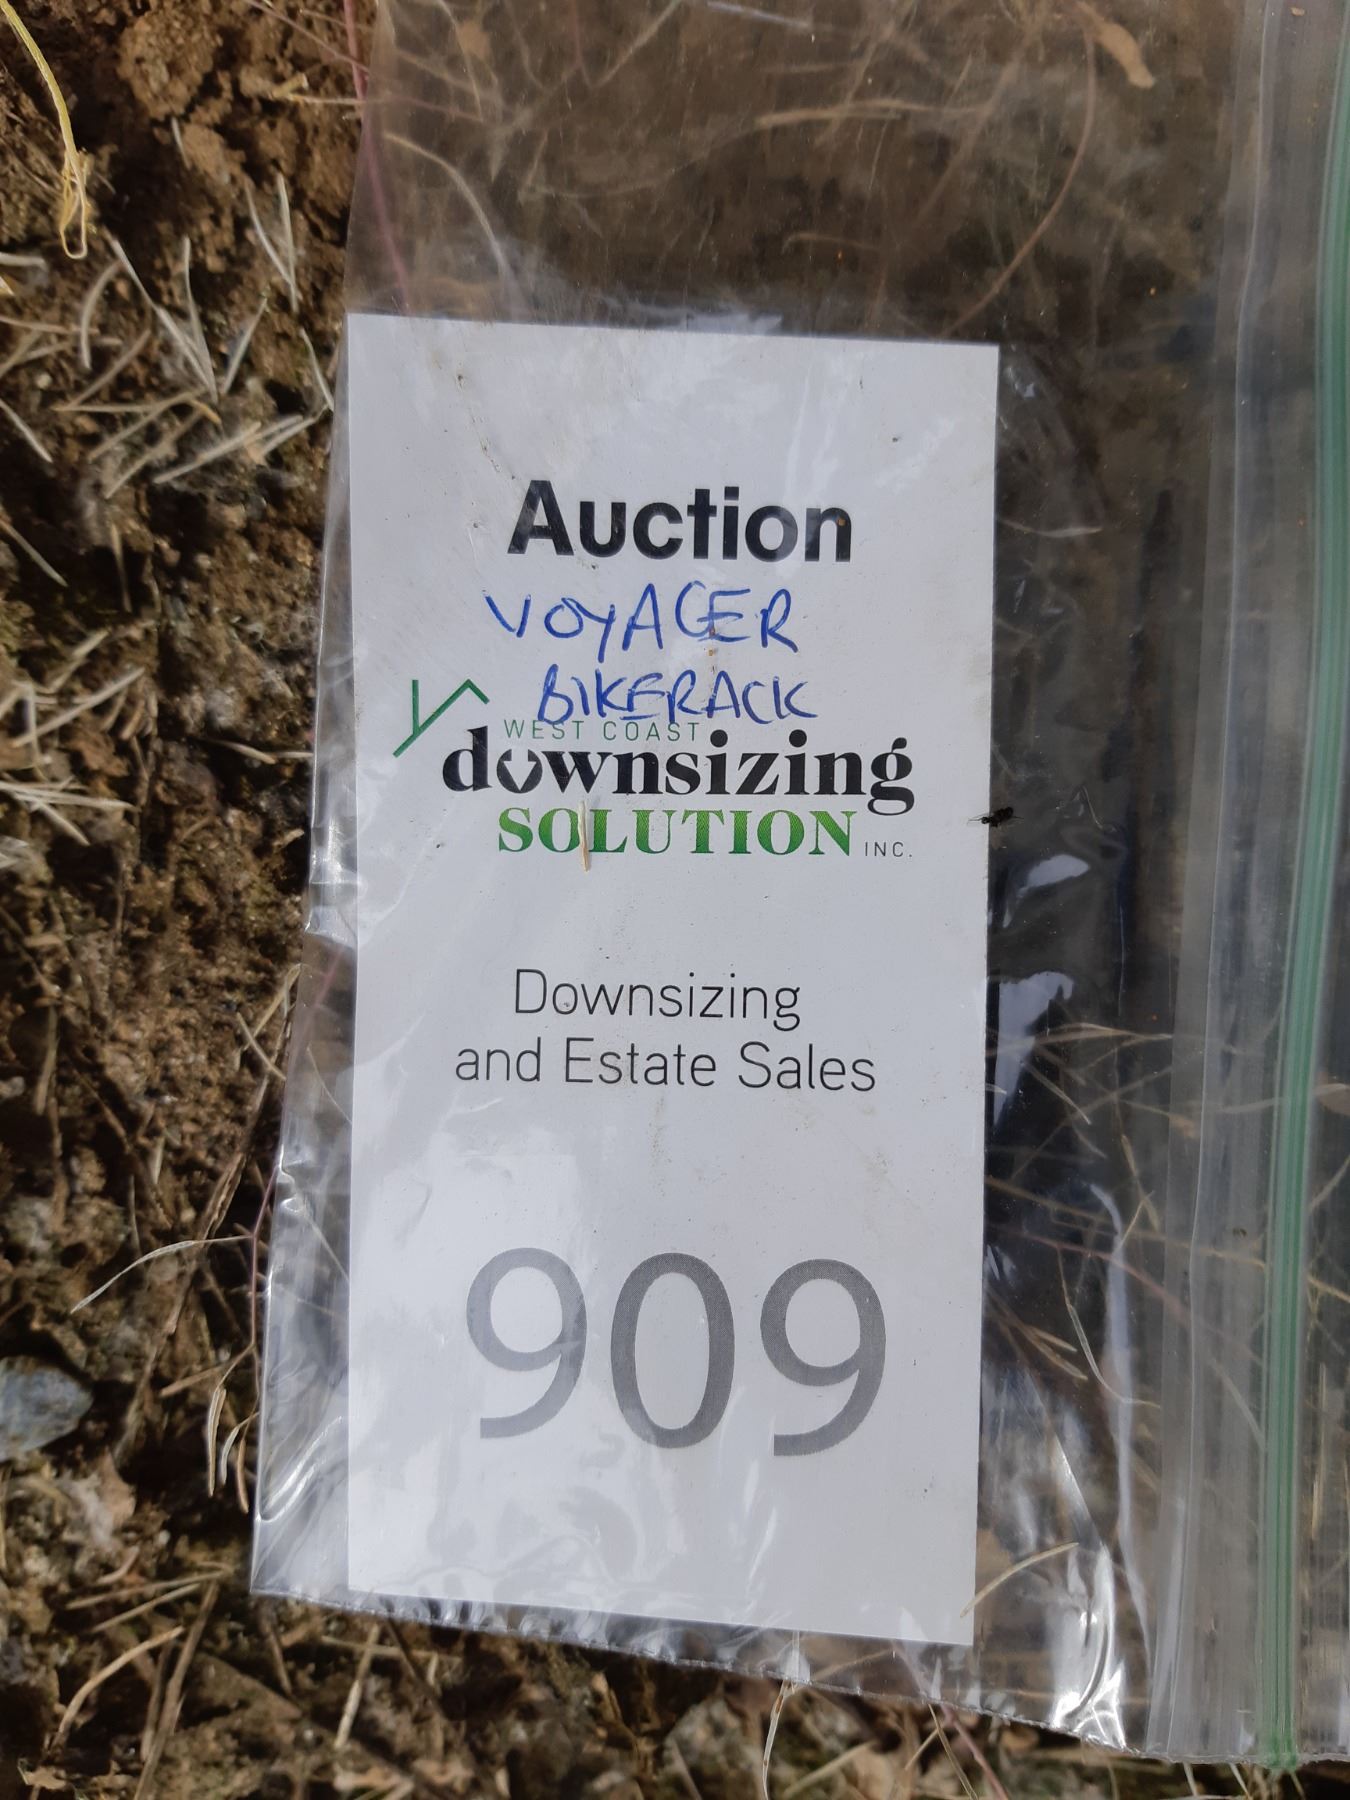 Auction
VOYAGER
BIKERACK
WEST COAST
downsizing
SOLUTION INC.
Downsizing
and Estate Sales
909